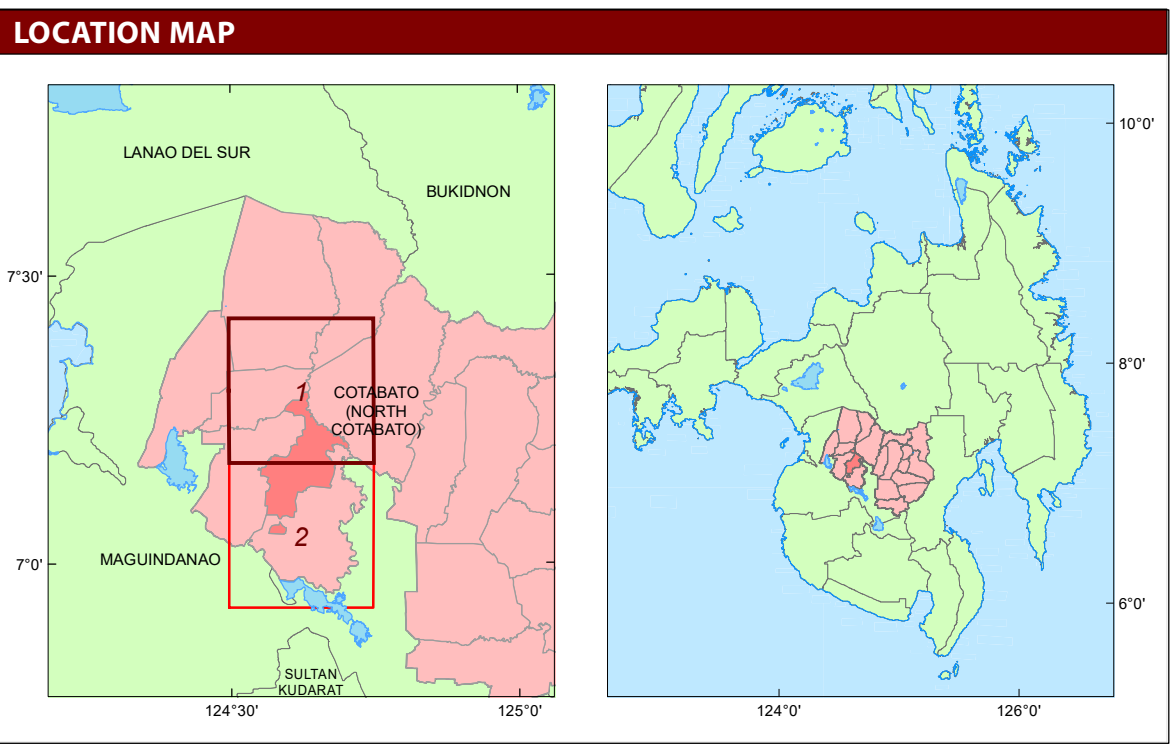 LOCATION MAP
LANAO DEL SUR
BUKIDNON
7°30'
1
COTABATO
(NORTH
COTABATO)
2
MAGUINDANAO
7°0'
SULTAN
KUDARAT
124°30'
125°0'
10°0'
8°0'
6°0'
124°0'
126°0'